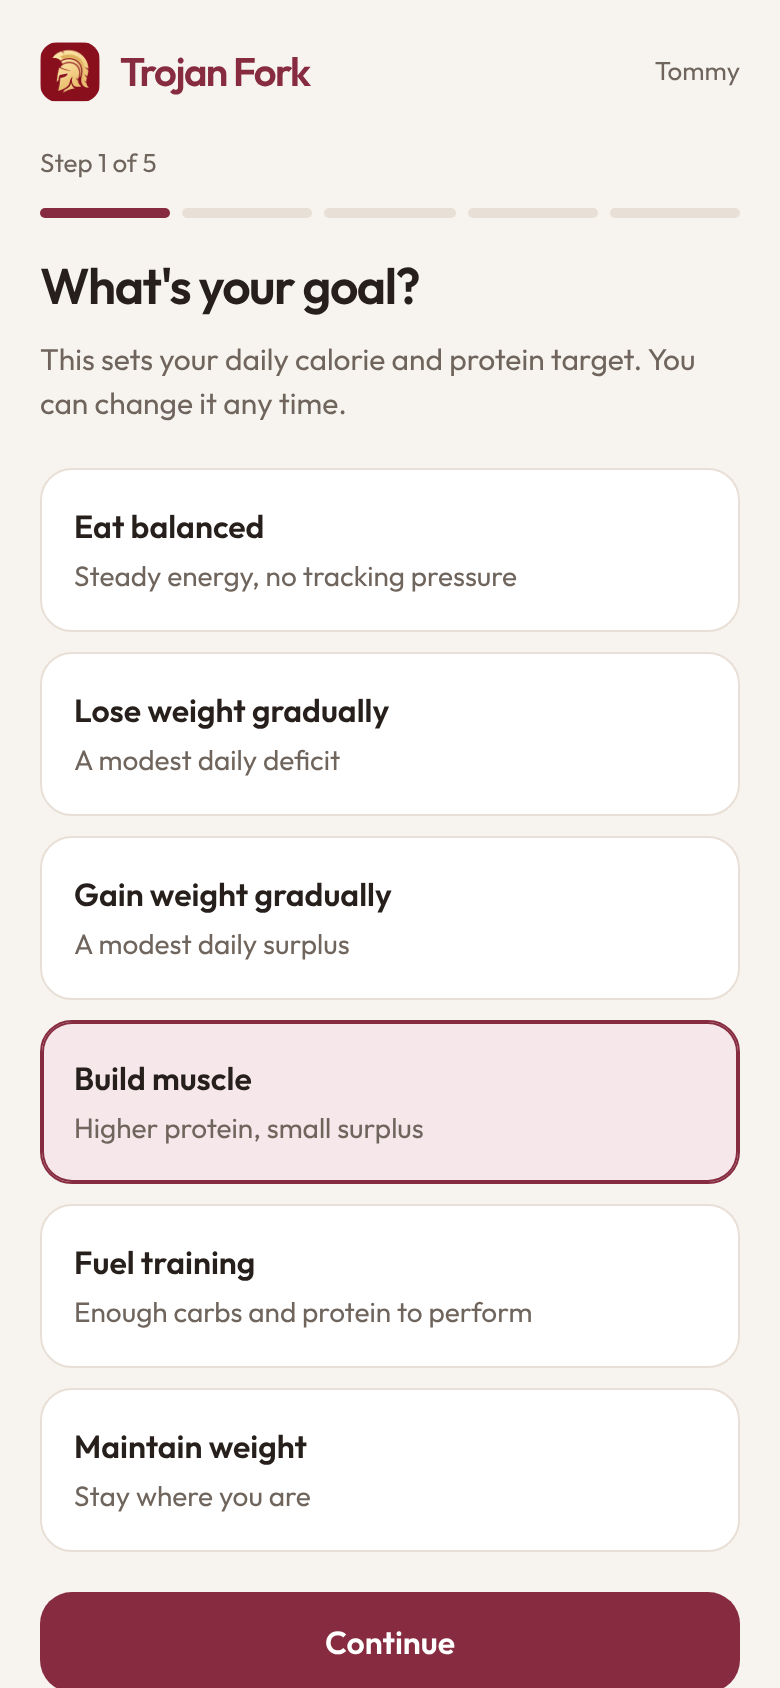 Trojan Fork
Tommy
Step 1 of 5
What's your goal?
This sets your daily calorie and protein target. You
can change it any time.
Eat balanced
Steady energy, no tracking pressure
Lose weight gradually
A modest daily deficit
Gain weight gradually
A modest daily surplus
Build muscle
Higher protein, small surplus
Fuel training
Enough carbs and protein to perform
Maintain weight
Stay where you are
Continue